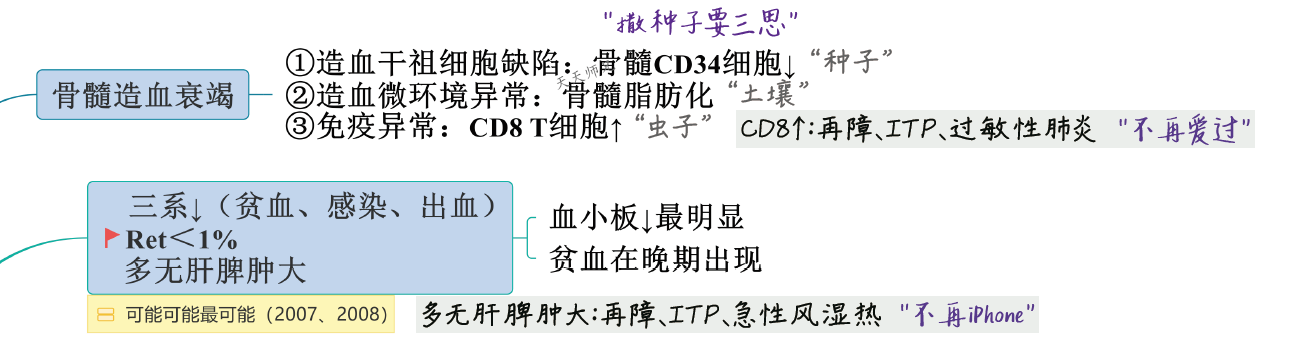 "撒种子要三思"
①造血干祖细胞缺陷：骨髓CD34细胞↓ “种子”
骨髓造血衰竭
②造血微环境异常：骨髓脂肪化 “土壤”
③免疫异常：CD8 T细胞↑ “虫子” CD8↑:再障、ITP、过敏性肺炎 "不再爱过"
天天师
三系↓（贫血、感染、出血）
Ret＜1%
多无肝脾肿大
血小板↓最明显
贫血在晚期出现
可能可能最可能（2007、2008）
多无肝脾肿大:再障、ITP、急性风湿热 "不再iPhone"